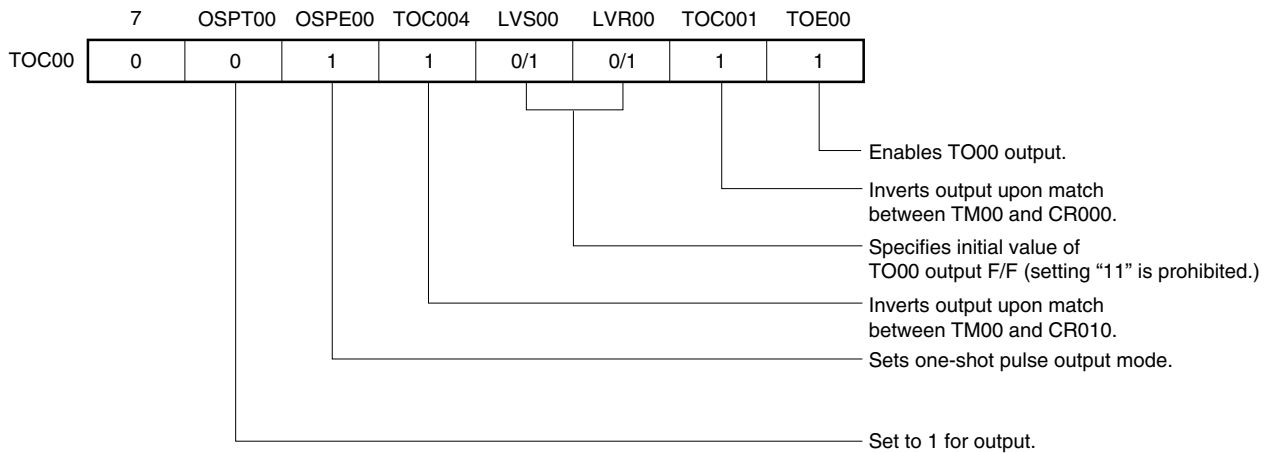 7 OSPT00 OSPE00 TOC004 LVS00 LVR00 TOC001 TOE00
TOC00 0 0 1 1 0/1 0/1 1 1
Enables TO00 output.
Inverts output upon match
between TM00 and CR000.
Specifies initial value of
TO00 output F/F (setting “11” is prohibited.)
Inverts output upon match
between TM00 and CR010.
Sets one-shot pulse output mode.
Set to 1 for output.